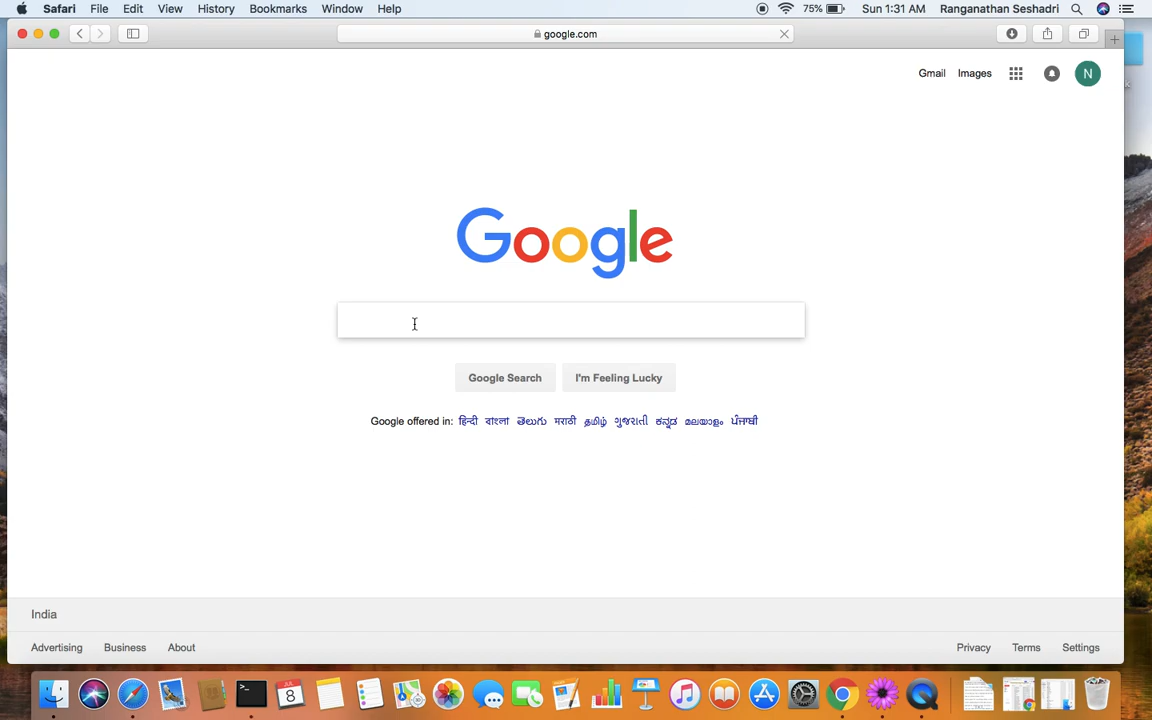 Safari File Edit View History Bookmarks Window Help 75% Sun 1:31 AM Ranganathan Seshadri
google.com
Gmail Images N
Google
Google Search I'm Feeling Lucky
Google offered in: हिन्दी বাংলা తెలుగు मराठी தமிழ் ગુજરાતી ಕನ್ನಡ മലയാളം ਪੰਜਾਬੀ
India
Advertising Business About Privacy Terms Settings
JUL
8